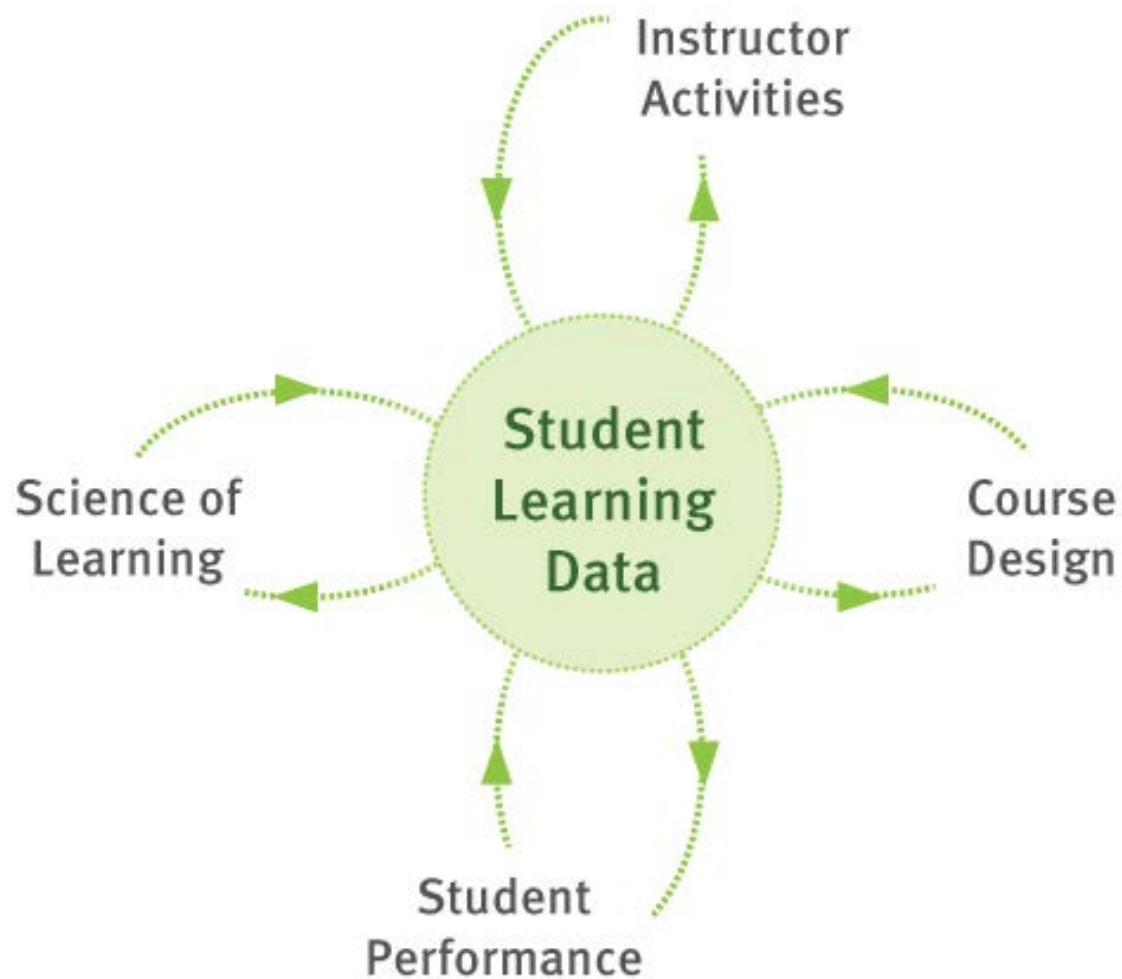 Instructor
Activities
Science of
Learning
Student
Learning
Data
Course
Design
Student
Performance